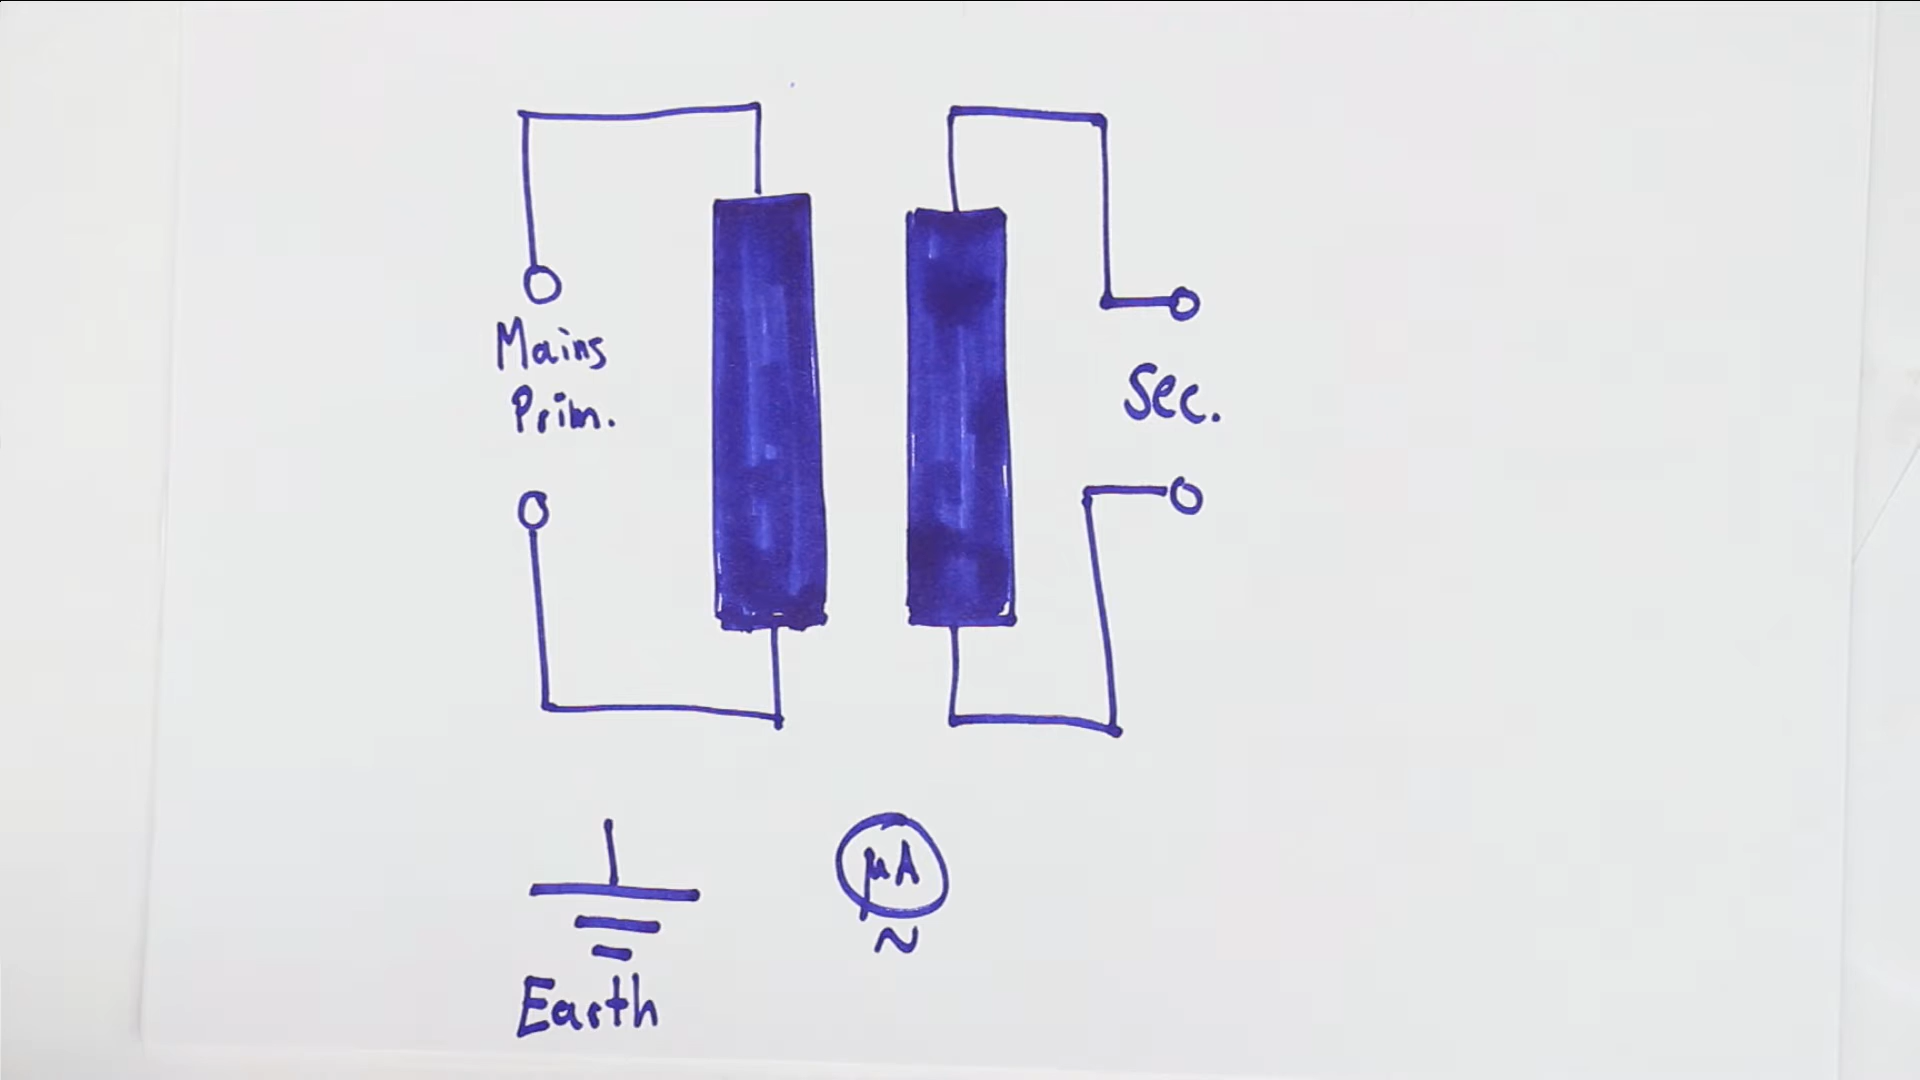 Mains
Prim.
Sec.
µA
~
Earth